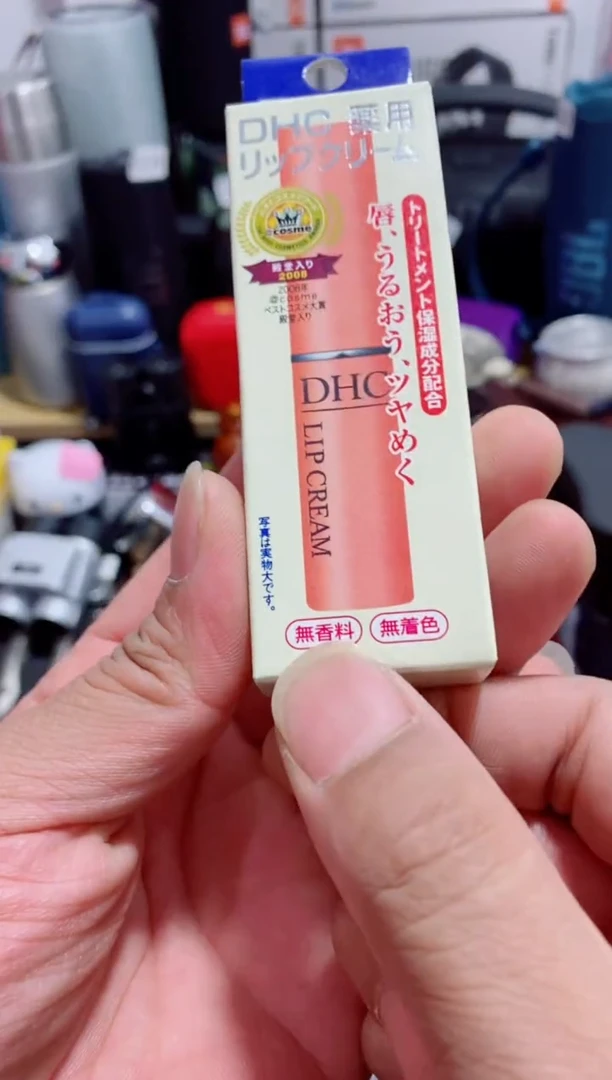 DHC 薬用
リップクリーム
@cosme
殿堂入り
2008
2008年
@cosme
ベストコスメ大賞
殿堂入り
トリートメント保湿成分配合
唇、うるおう、ツヤめく
DHC
LIP CREAM
写真は実物大です。
無香料
無着色